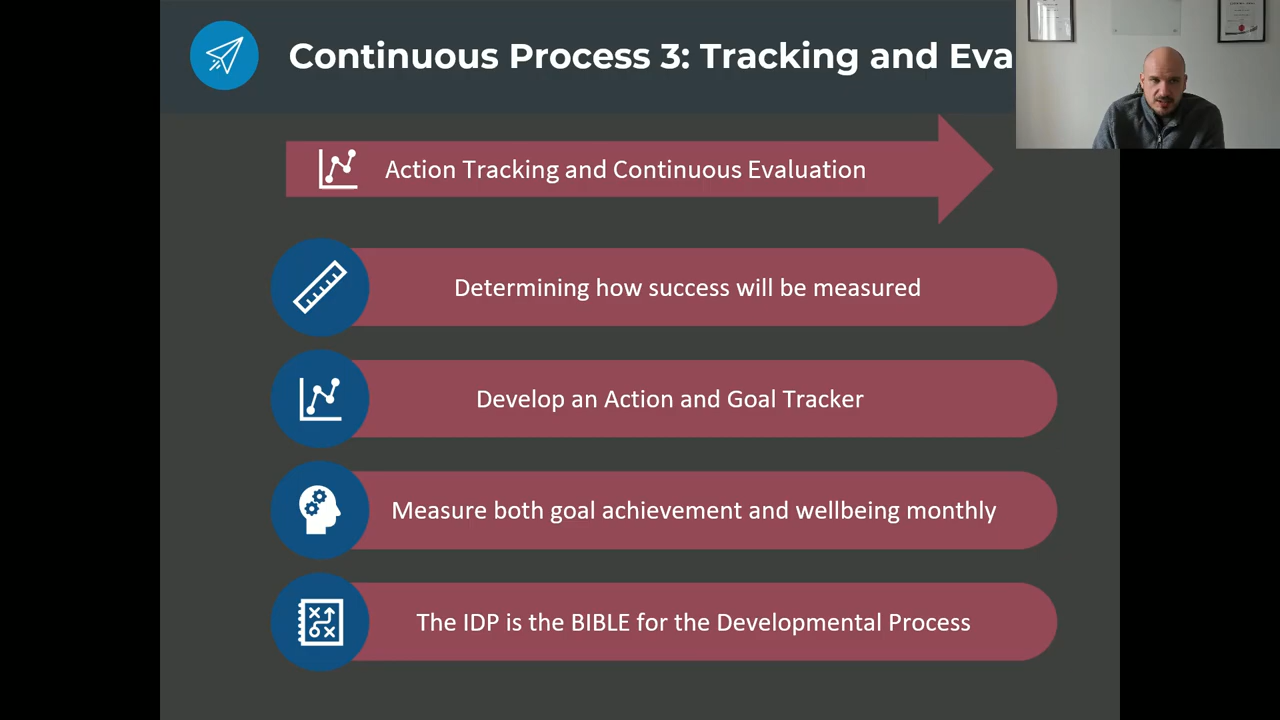 Continuous Process 3: Tracking and Eva
Action Tracking and Continuous Evaluation
Determining how success will be measured
Develop an Action and Goal Tracker
Measure both goal achievement and wellbeing monthly
The IDP is the BIBLE for the Developmental Process